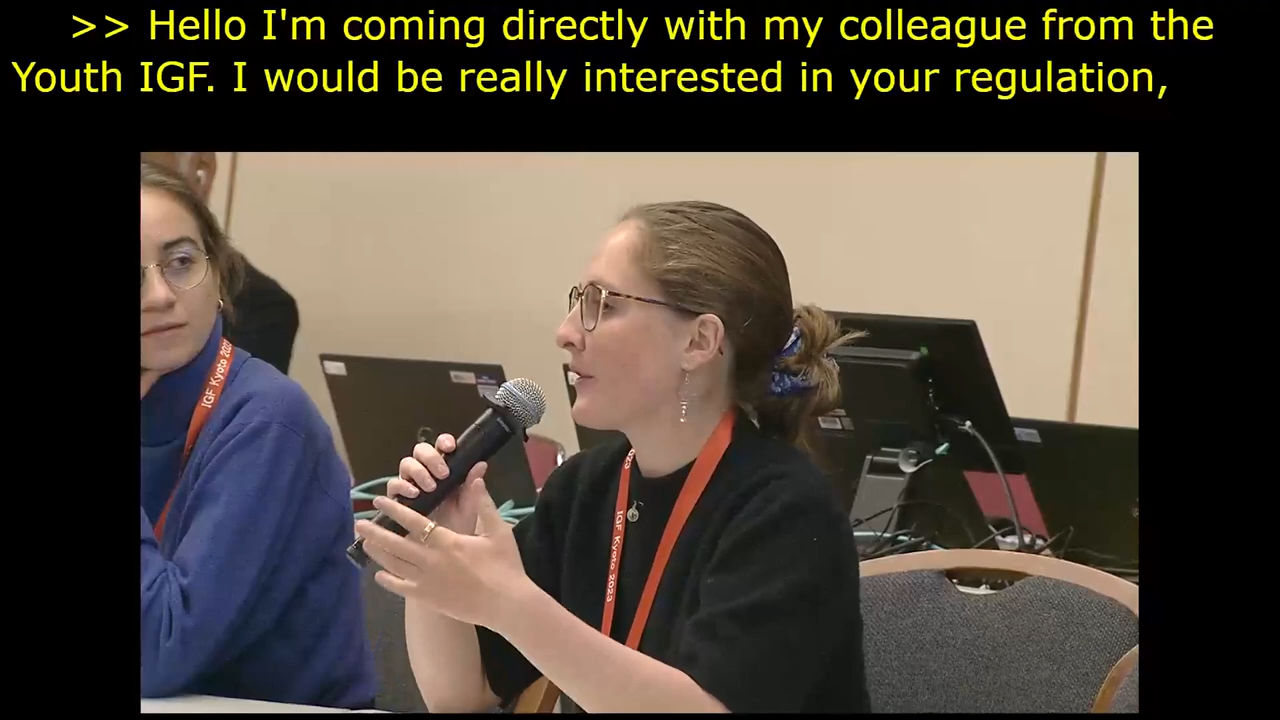 >> Hello I'm coming directly with my colleague from the
Youth IGF. I would be really interested in your regulation,
IGF Kyoto 2023
IGF Kyoto 2023